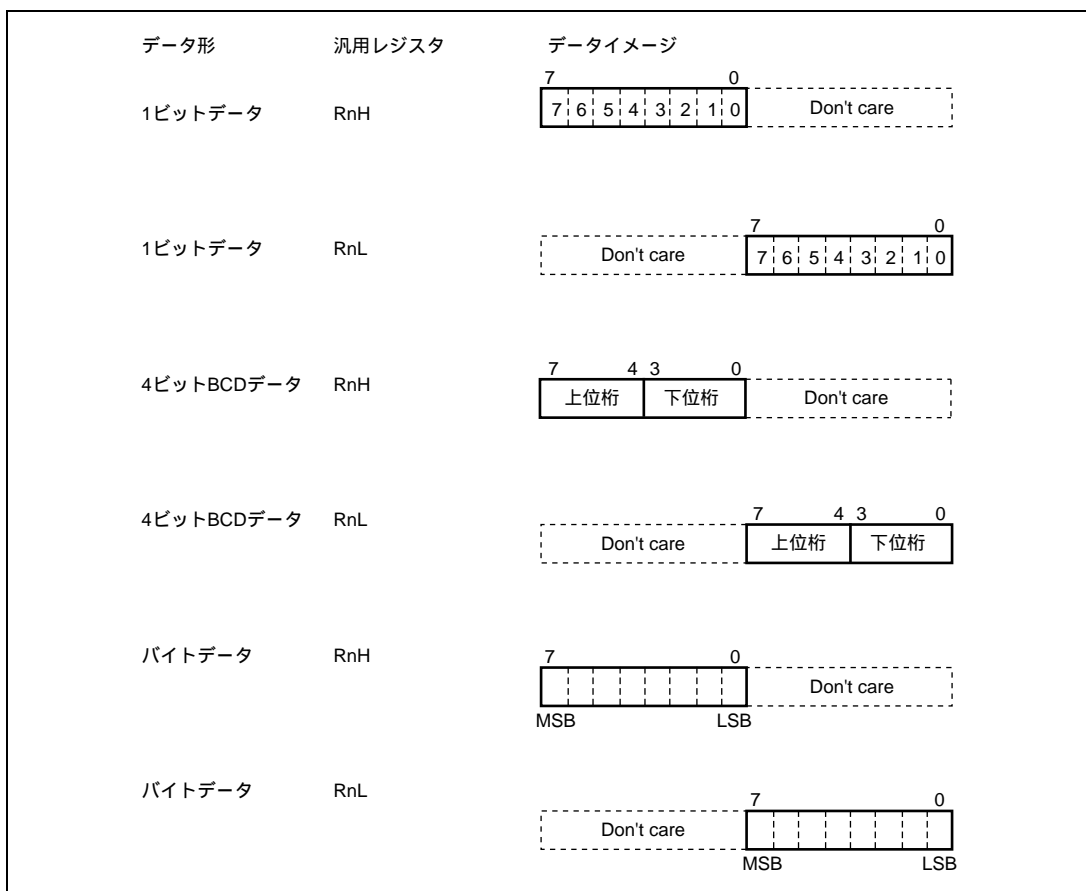 データ形 汎用レジスタ データイメージ
7 0
1ビットデータ RnH 7 6 5 4 3 2 1 0 Don't care
7 0
1ビットデータ RnL Don't care 7 6 5 4 3 2 1 0
7 4 3 0
4ビットBCDデータ RnH 上位桁 下位桁 Don't care
7 4 3 0
4ビットBCDデータ RnL Don't care 上位桁 下位桁
7 0
バイトデータ RnH Don't care
MSB LSB
7 0
バイトデータ RnL Don't care
MSB LSB